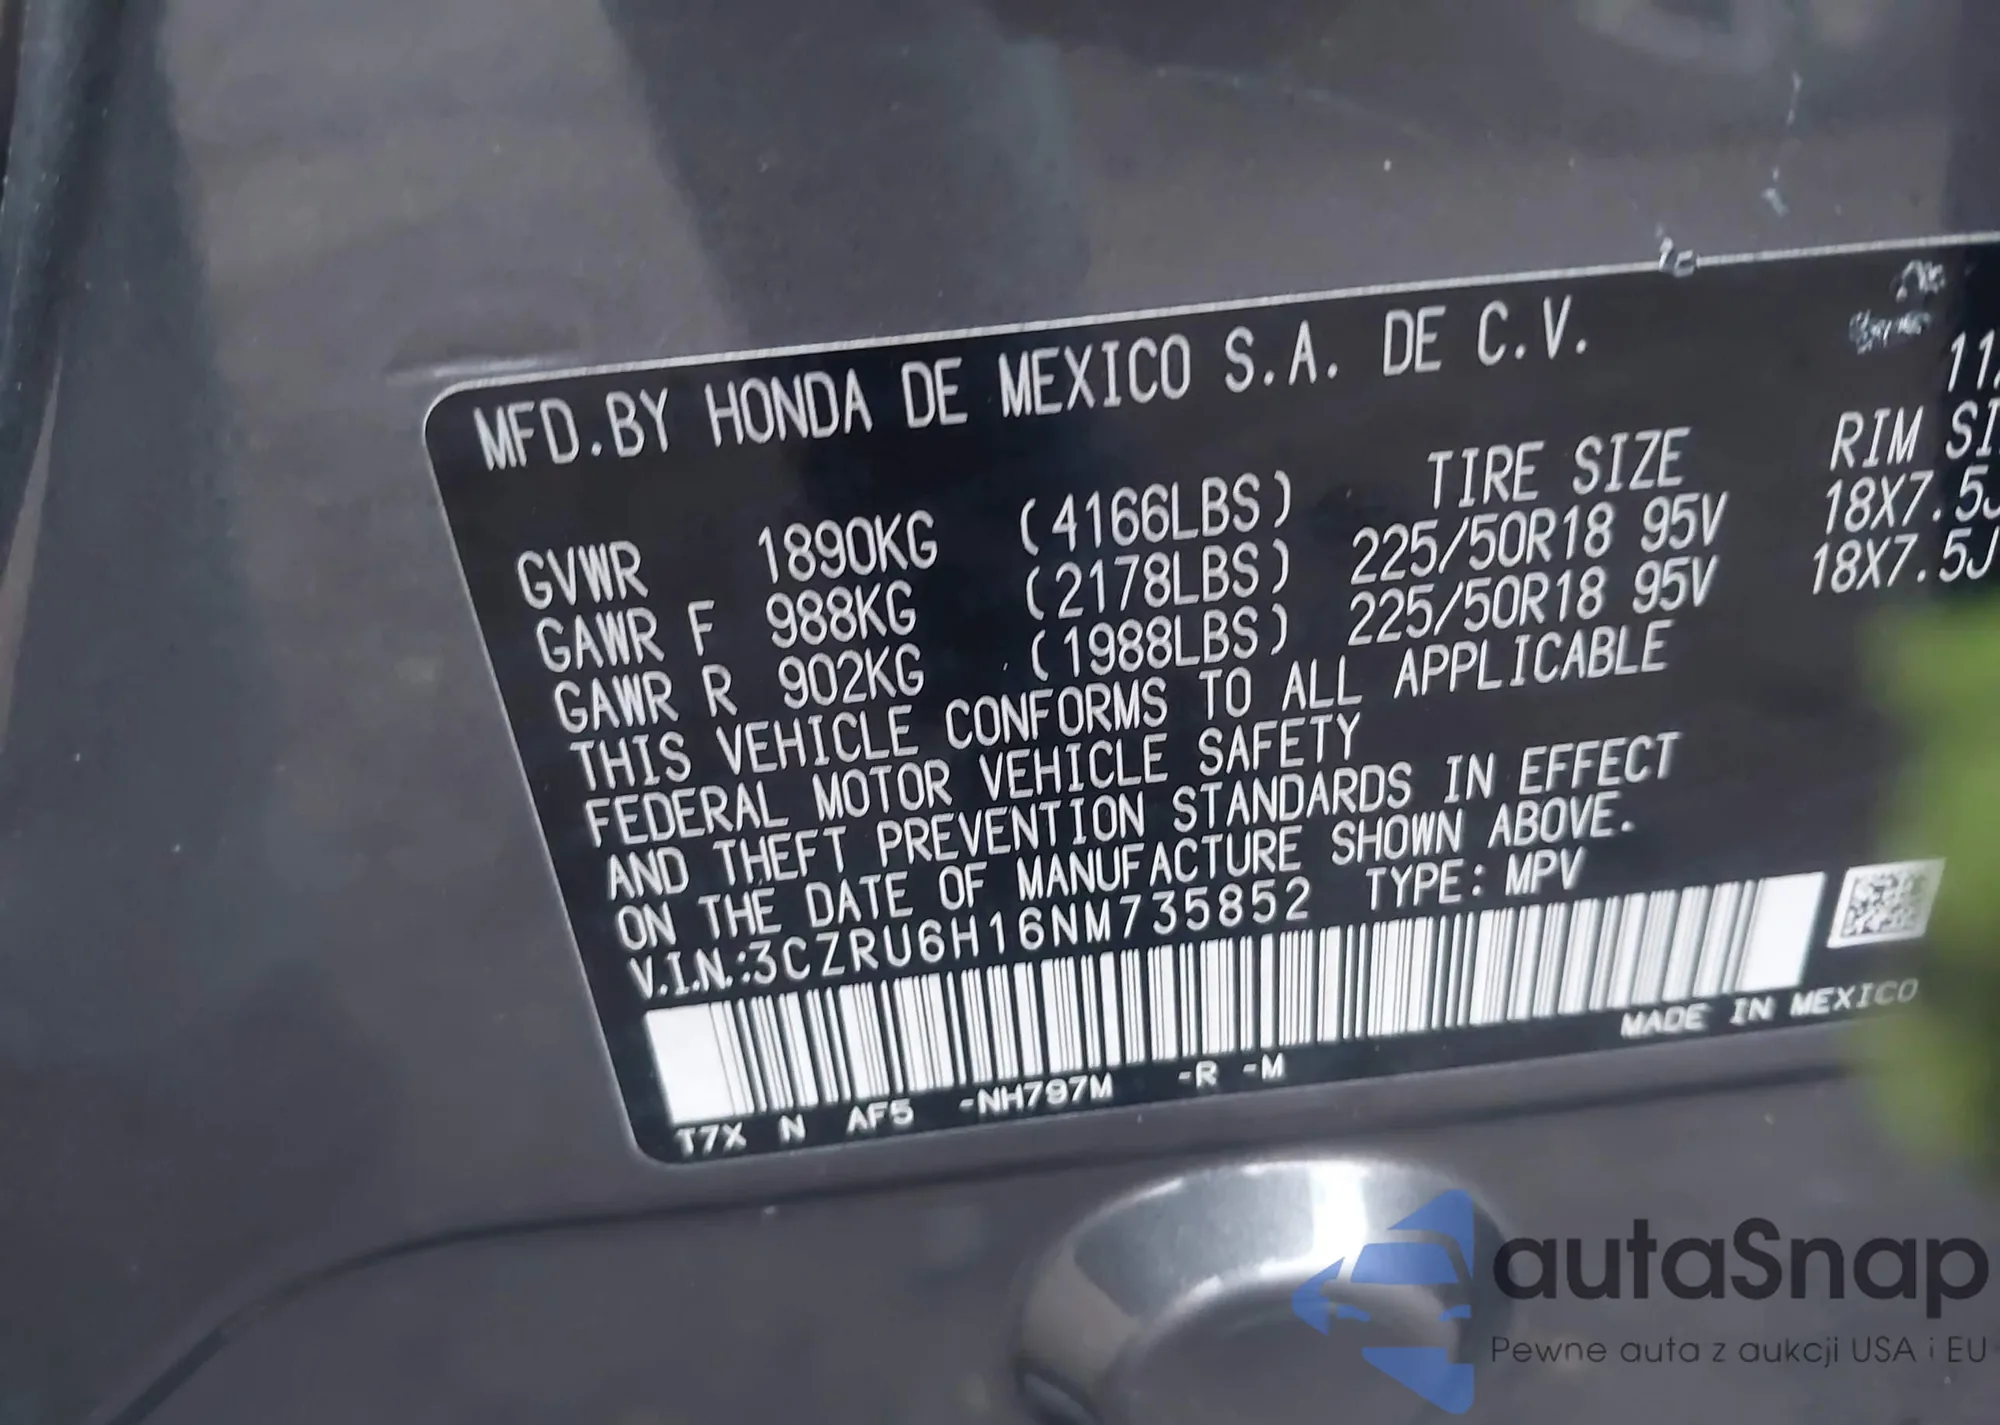 MFD.BY HONDA DE MEXICO S.A. DE C.V.
11
TIRE SIZE RIM SI
GVWR 1890KG (4166LBS) 225/50R18 95V 18X7.5J
GAWR F 988KG (2178LBS) 225/50R18 95V 18X7.5J
GAWR R 902KG (1988LBS)
THIS VEHICLE CONFORMS TO ALL APPLICABLE
FEDERAL MOTOR VEHICLE SAFETY
AND THEFT PREVENTION STANDARDS IN EFFECT
ON THE DATE OF MANUFACTURE SHOWN ABOVE.
V.I.N.:3CZRU6H16NM735852 TYPE: MPV
MADE IN MEXICO
T7X N AF5 -NH797M -R -M
autaSnap
Pewne auta z aukcji USA i EU